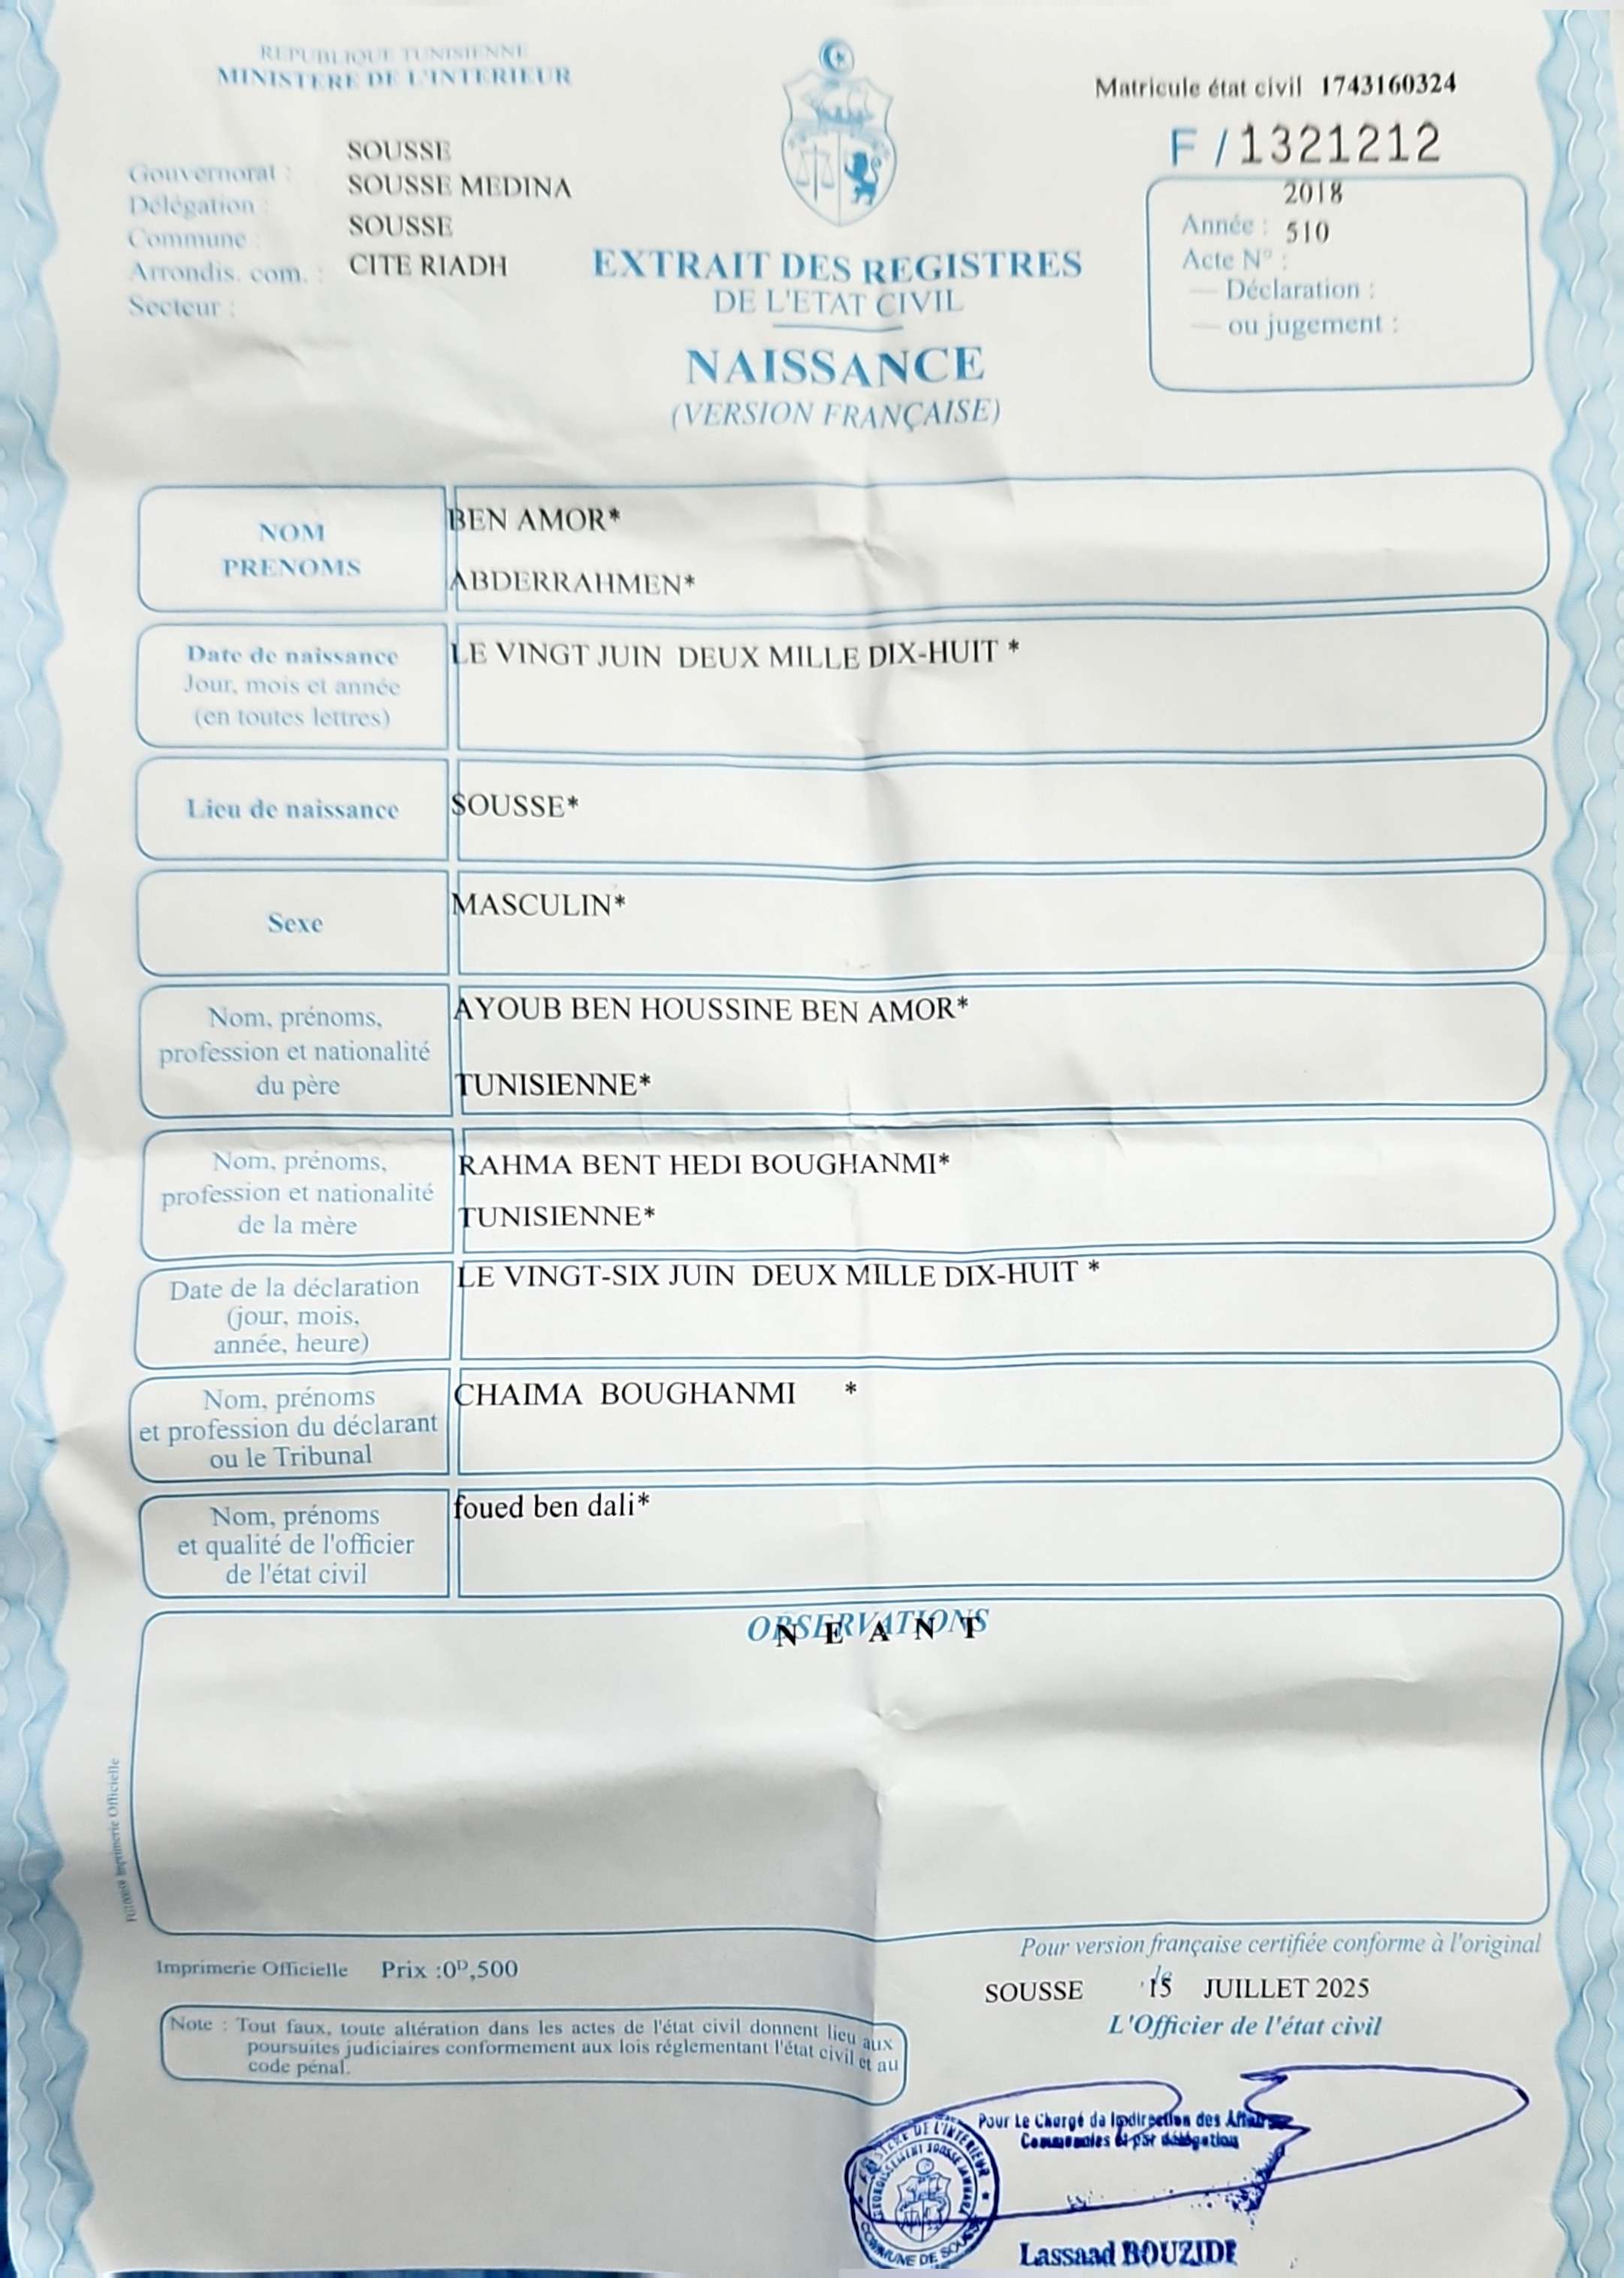 REPUBLIQUE TUNISIENNE
MINISTERE DE L'INTERIEUR
Matricule état civil 1743160324
F / 1321212
Gouvernorat : SOUSSE
Délégation : SOUSSE MEDINA
Commune : SOUSSE
Arrondis. com. : CITE RIADH
Secteur :
2018
Année : 510
Acte N° :
— Déclaration :
— ou jugement :
EXTRAIT DES REGISTRES
DE L'ETAT CIVIL
NAISSANCE
(VERSION FRANÇAISE)
NOM
PRENOMS
BEN AMOR*
ABDERRAHMEN*
Date de naissance
Jour, mois et année
(en toutes lettres)
LE VINGT JUIN DEUX MILLE DIX-HUIT *
Lieu de naissance
SOUSSE*
Sexe
MASCULIN*
Nom, prénoms,
profession et nationalité
du père
AYOUB BEN HOUSSINE BEN AMOR*
TUNISIENNE*
Nom, prénoms,
profession et nationalité
de la mère
RAHMA BENT HEDI BOUGHANMI*
TUNISIENNE*
Date de la déclaration
(jour, mois,
année, heure)
LE VINGT-SIX JUIN DEUX MILLE DIX-HUIT *
Nom, prénoms
et profession du déclarant
ou le Tribunal
CHAIMA BOUGHANMI *
Nom, prénoms
et qualité de l'officier
de l'état civil
foued ben dali*
OBSERVATIONS
N E A N T
Imprimerie Officielle
Imprimerie Officielle Prix :0ᴰ,500
Note : Tout faux, toute altération dans les actes de l'état civil donnent lieu aux
poursuites judiciaires conformement aux lois réglementant l'état civil et au
code pénal.
Pour version française certifiée conforme à l'original
SOUSSE le 15 JUILLET 2025
L'Officier de l'état civil
Pour Le Chargé da des
Communales et par délégation
DE L'INTERIEUR
COMMUNE DE SOUSSE
Lassaad BOUZIDI